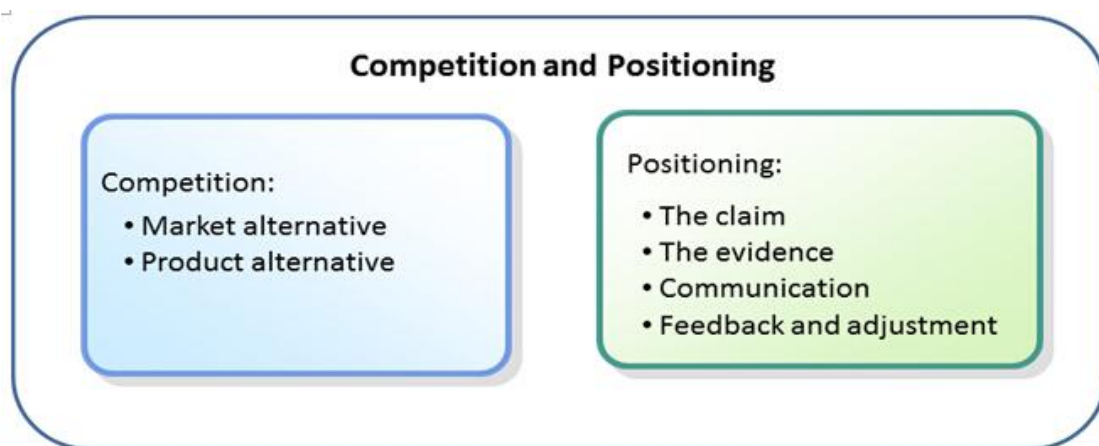 Competition and Positioning
Competition:
• Market alternative
• Product alternative
Positioning:
• The claim
• The evidence
• Communication
• Feedback and adjustment